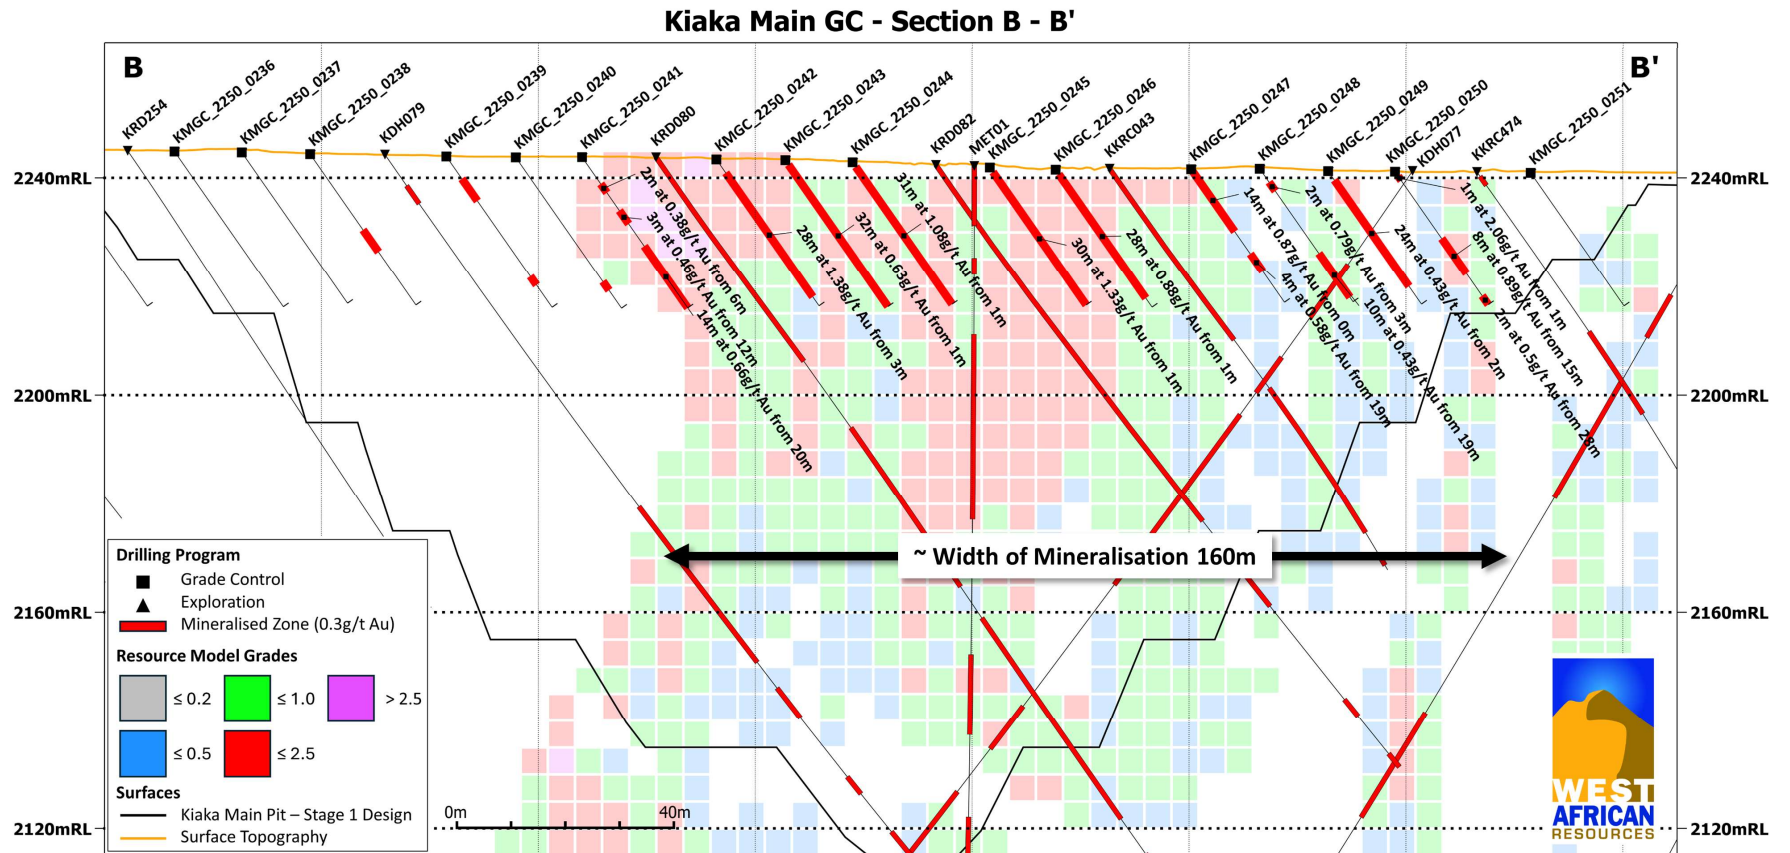 Kiaka Main GC - Section B - B'
B
B'
KRD254
KMGC_2250_0236
KMGC_2250_0237
KMGC_2250_0238
KDH079
KMGC_2250_0239
KMGC_2250_0240
KMGC_2250_0241
KRD080
KMGC_2250_0242
KMGC_2250_0243
KMGC_2250_0244
KRD082
MET01
KMGC_2250_0245
KMGC_2250_0246
KKRC043
KMGC_2250_0247
KMGC_2250_0248
KMGC_2250_0249
KMGC_2250_0250
KDH077
KKRC474
KMGC_2250_0251
2240mRL
2240mRL
2200mRL
2200mRL
2160mRL
2160mRL
2120mRL
2120mRL
2m at 0.38g/t Au from 6m
3m at 0.46g/t Au from 12m
14m at 0.66g/t Au from 20m
28m at 1.38g/t Au from 3m
32m at 0.63g/t Au from 1m
31m at 1.08g/t Au from 1m
30m at 1.33g/t Au from 1m
28m at 0.88g/t Au from 1m
14m at 0.87g/t Au from 0m
4m at 0.58g/t Au from 19m
2m at 0.79g/t Au from 3m
10m at 0.43g/t Au from 19m
24m at 0.43g/t Au from 2m
1m at 2.06g/t Au from 1m
8m at 0.89g/t Au from 15m
2m at 0.5g/t Au from 28m
~ Width of Mineralisation 160m
Drilling Program
Grade Control
Exploration
Mineralised Zone (0.3g/t Au)
Resource Model Grades
≤ 0.2
≤ 1.0
> 2.5
≤ 0.5
≤ 2.5
Surfaces
Kiaka Main Pit – Stage 1 Design
Surface Topography
0m
40m
WEST
AFRICAN
RESOURCES